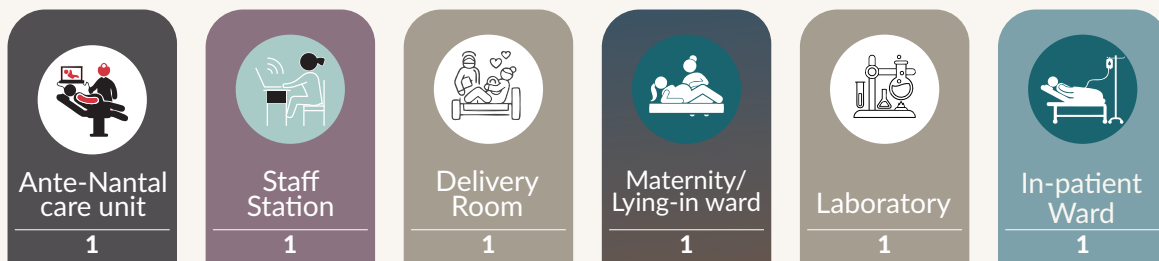 Ante-Nantal
care unit
1
Staff
Station
1
Delivery
Room
1
Maternity/
Lying-in ward
1
Laboratory
1
In-patient
Ward
1